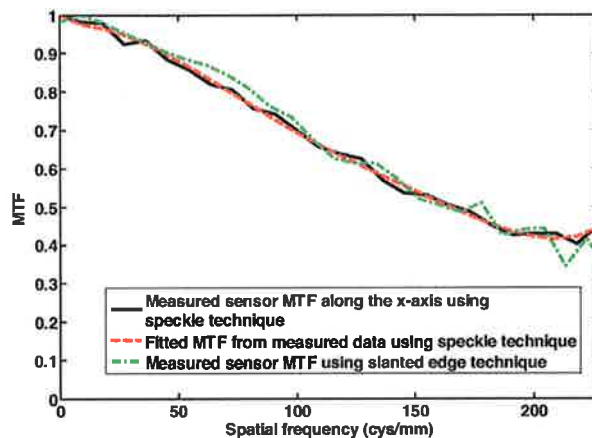 1
0.9
0.8
0.7
0.6
0.5
0.4
0.3
0.2
0.1
0
MTF
Measured sensor MTF along the x-axis using
speckle technique
Fitted MTF from measured data using speckle technique
Measured sensor MTF using slanted edge technique
0 50 100 150 200
Spatial frequency (cys/mm)